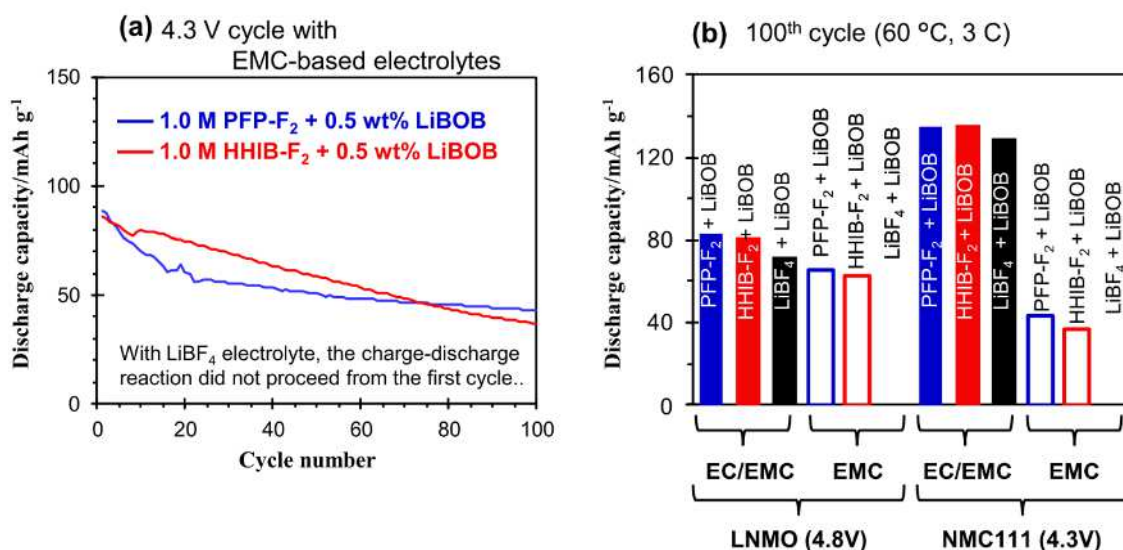 (a) 4.3 V cycle with
EMC-based electrolytes
Discharge capacity/mAh g⁻¹
150
100
50
0
1.0 M PFP-F₂ + 0.5 wt% LiBOB
1.0 M HHIB-F₂ + 0.5 wt% LiBOB
With LiBF₄ electrolyte, the charge-discharge
reaction did not proceed from the first cycle..
0 20 40 60 80 100
Cycle number
(b) 100ᵗʰ cycle (60 °C, 3 C)
Discharge capacity/mAh g⁻¹
160
120
80
40
0
PFP-F₂ + LiBOB
HHIB-F₂ + LiBOB
LiBF₄ + LiBOB
PFP-F₂ + LiBOB
HHIB-F₂ + LiBOB
LiBF₄ + LiBOB
PFP-F₂ + LiBOB
HHIB-F₂ + LiBOB
LiBF₄ + LiBOB
PFP-F₂ + LiBOB
HHIB-F₂ + LiBOB
LiBF₄ + LiBOB
EC/EMC EMC EC/EMC EMC
LNMO (4.8V) NMC111 (4.3V)